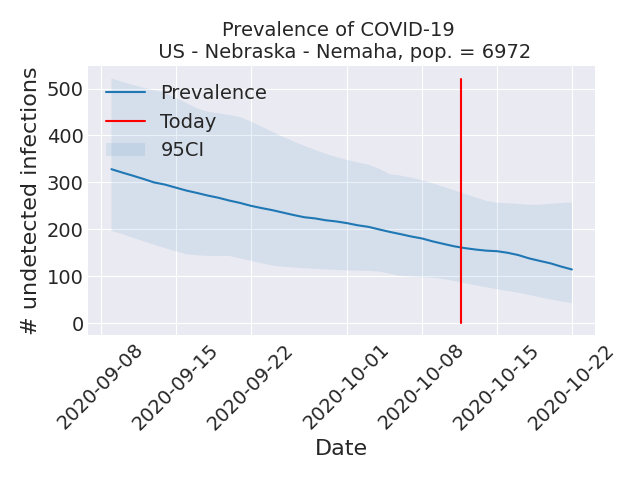 Prevalence of COVID-19
US - Nebraska - Nemaha, pop. = 6972
# undetected infections
500
400
300
200
100
0
Prevalence
Today
95CI
2020-09-08
2020-09-15
2020-09-22
2020-10-01
2020-10-08
2020-10-15
2020-10-22
Date